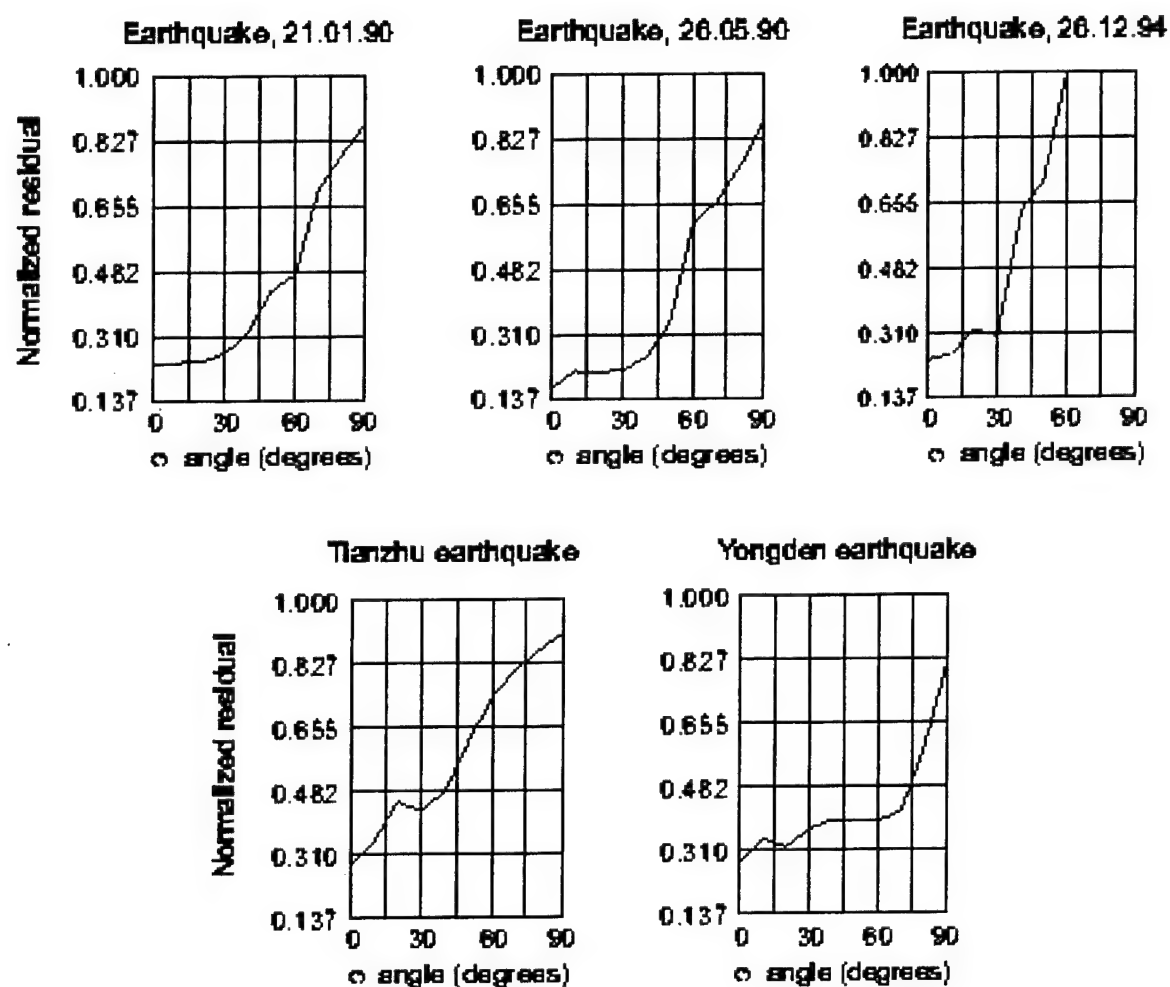 Earthquake, 21.01.90
Normalized residual
1.000
0.827
0.655
0.482
0.310
0.137
0 30 60 90
angle (degrees)
Earthquake, 26.05.90
1.000
0.827
0.655
0.482
0.310
0.137
0 30 60 90
angle (degrees)
Earthquake, 26.12.94
1.000
0.827
0.655
0.482
0.310
0.137
0 30 60 90
angle (degrees)
Tianzhu earthquake
Normalized residual
1.000
0.827
0.655
0.482
0.310
0.137
0 30 60 90
angle (degrees)
Yongden earthquake
1.000
0.827
0.655
0.482
0.310
0.137
0 30 60 90
angle (degrees)